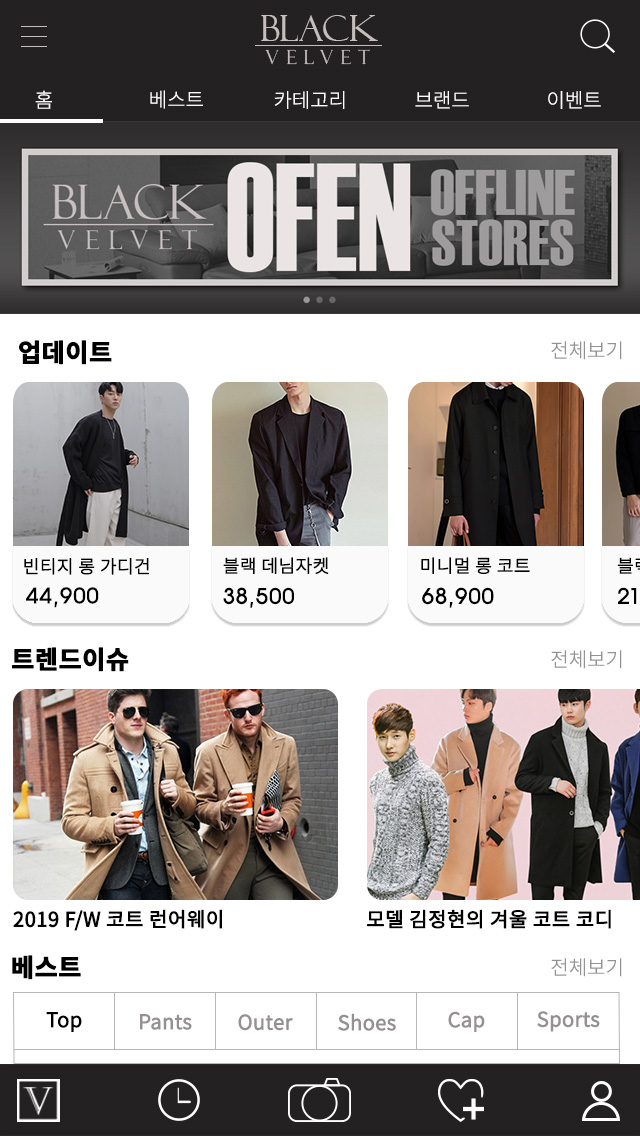 BLACK
VELVET
홈 베스트 카테고리 브랜드 이벤트
BLACK
VELVET
OFEN
OFFLINE
STORES
업데이트 전체보기
빈티지 롱 가디건
44,900
블랙 데님자켓
38,500
미니멀 롱 코트
68,900
21
트렌드이슈 전체보기
2019 F/W 코트 런어웨이
모델 김정현의 겨울 코트 코디
베스트 전체보기
Top Pants Outer Shoes Cap Sports
V